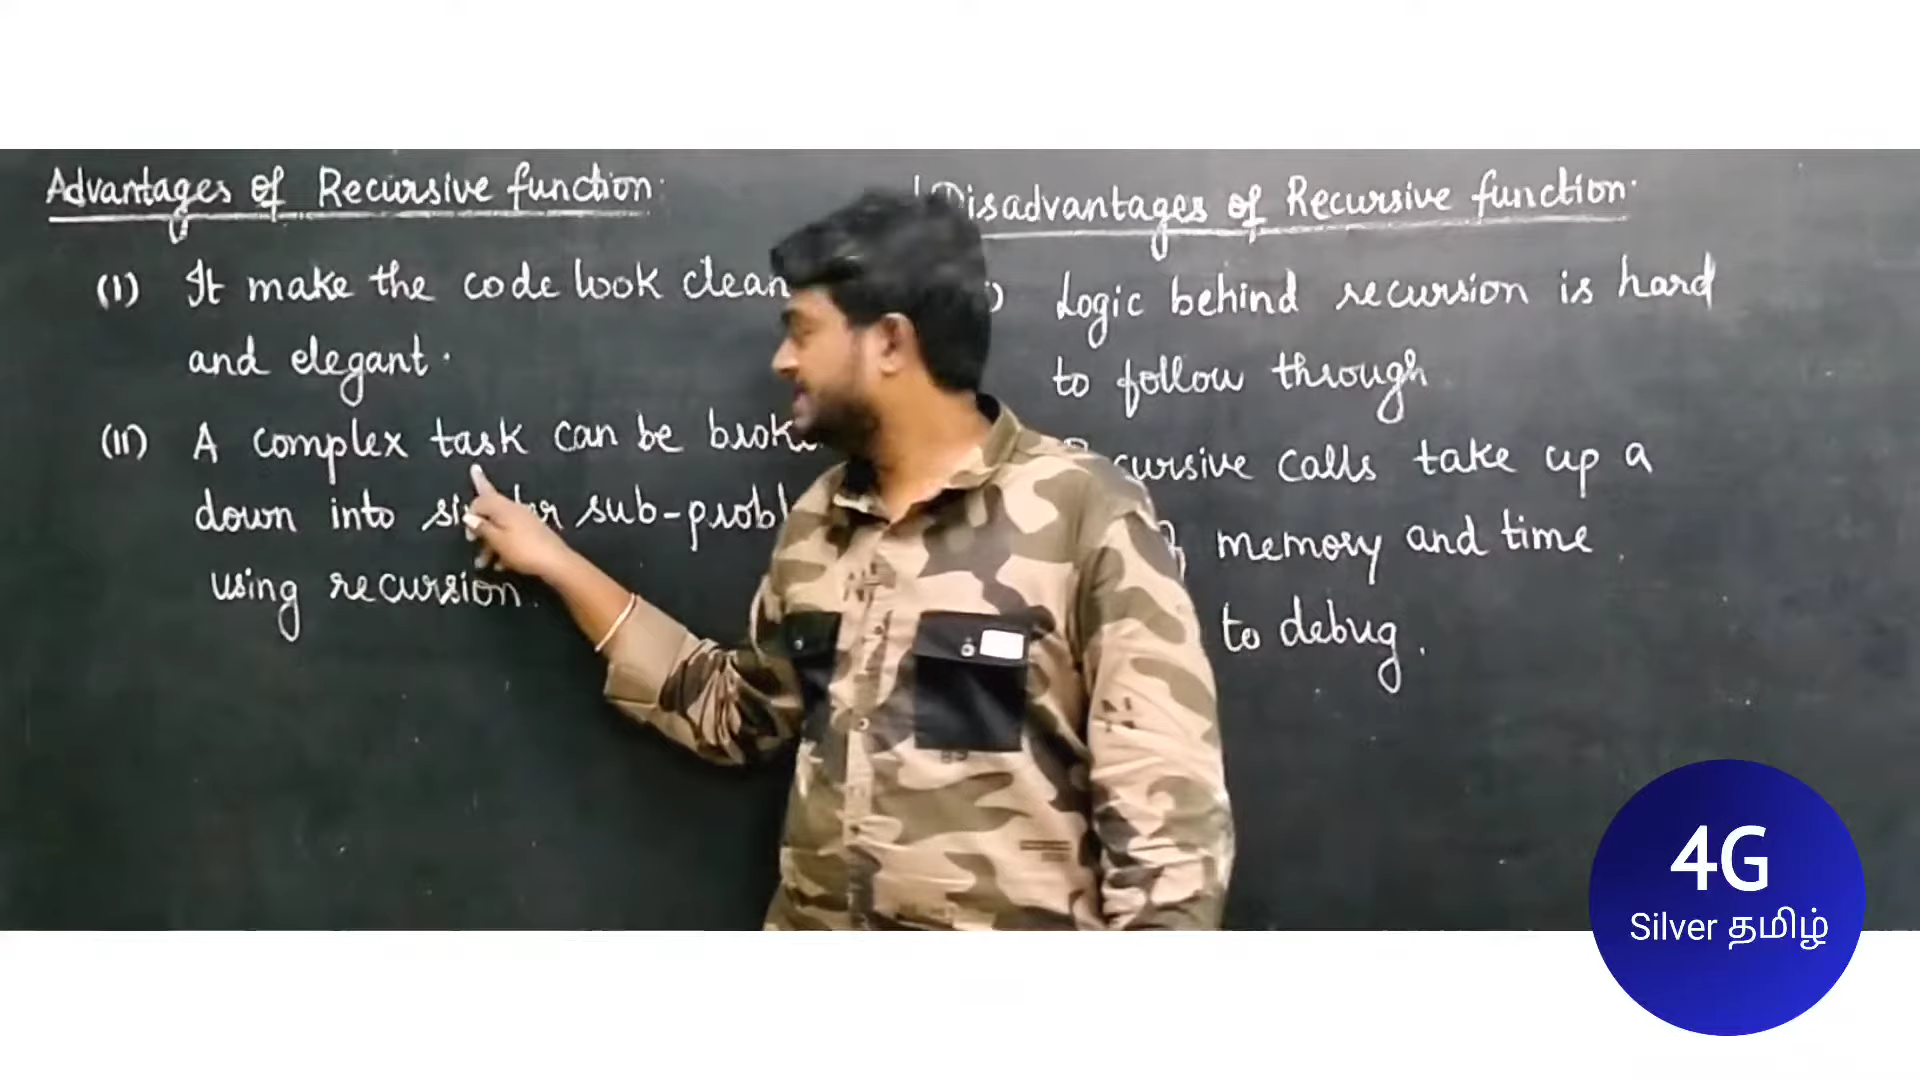 Advantages of Recursive function:
(I) It make the code look clean
and elegant.
(II) A complex task can be
down into
using recursion.
Disadvantages of Recursive function.
Logic behind recursion is hard
to follow through
calls take up a
memory and time.
to debug.
4G
Silver தமிழ்